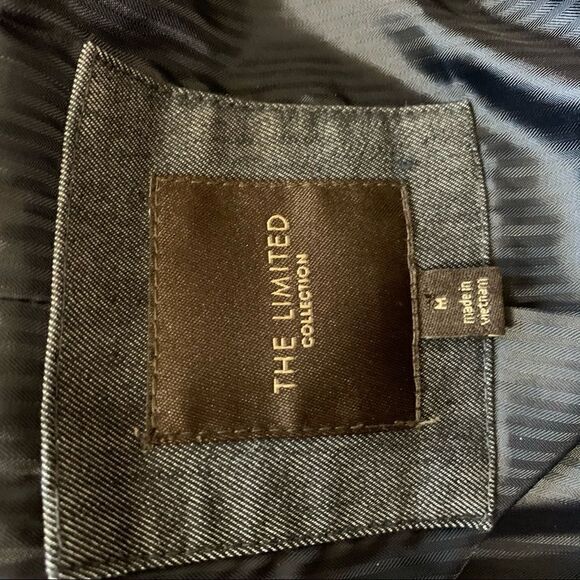 THE LIMITED
COLLECTION
M
made in
vietnam